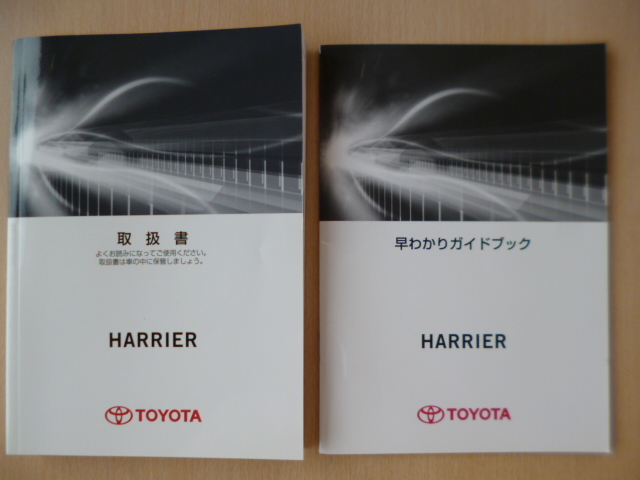 取扱書
よくお読みになってご使用ください。
取扱書は車の中に保管しましょう。
HARRIER
TOYOTA
早わかりガイドブック
HARRIER
TOYOTA